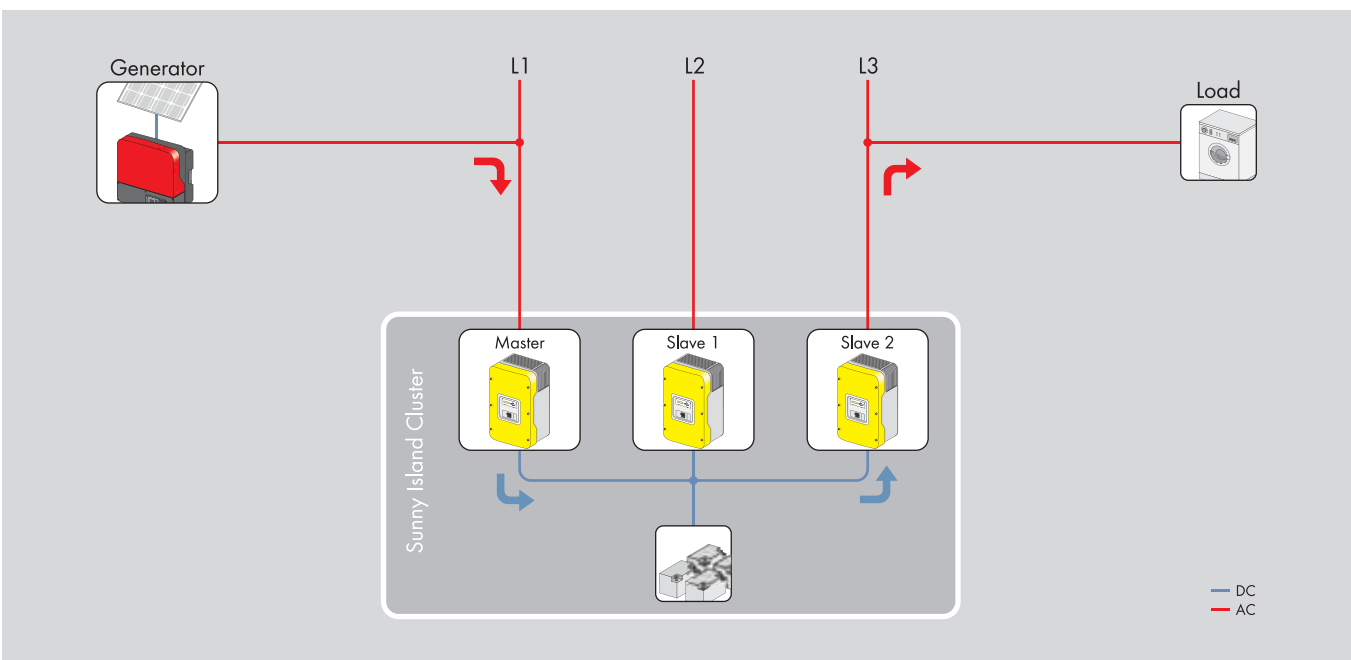 Generator
L1
L2
L3
Load
Master
Slave 1
Slave 2
Sunny Island Cluster
DC
AC